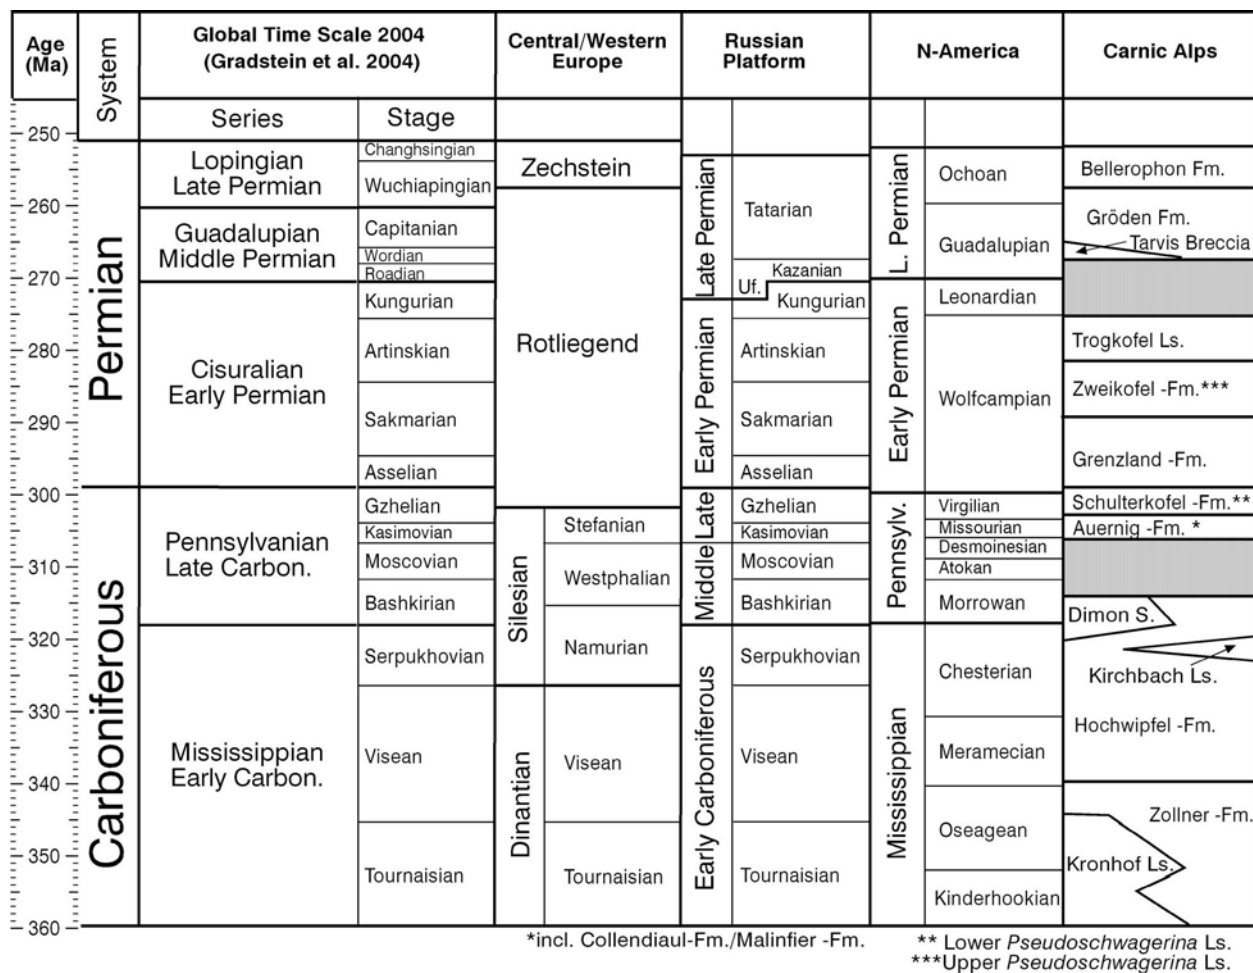 Age
(Ma)
System
Global Time Scale 2004
(Gradstein et al. 2004)
Central/Western
Europe
Russian
Platform
N-America
Carnic Alps
Series
Stage
250
260
270
280
290
300
310
320
330
340
350
360
Permian
Carboniferous
Lopingian
Late Permian
Guadalupian
Middle Permian
Cisuralian
Early Permian
Pennsylvanian
Late Carbon.
Mississippian
Early Carbon.
Changhsingian
Wuchiapingian
Capitanian
Wordian
Roadian
Kungurian
Artinskian
Sakmarian
Asselian
Gzhelian
Kasimovian
Moscovian
Bashkirian
Serpukhovian
Visean
Tournaisian
Zechstein
Rotliegend
Silesian
Dinantian
Stefanian
Westphalian
Namurian
Visean
Tournaisian
Late Permian
Early Permian
Late
Middle
Early Carboniferous
Tatarian
Kazanian
Uf.
Kungurian
Artinskian
Sakmarian
Asselian
Gzhelian
Kasimovian
Moscovian
Bashkirian
Serpukhovian
Visean
Tournaisian
L. Permian
Early Permian
Pennsylv.
Mississippian
Ochoan
Guadalupian
Leonardian
Wolfcampian
Virgilian
Missourian
Desmoinesian
Atokan
Morrowan
Chesterian
Meramecian
Oseagean
Kinderhookian
Bellerophon Fm.
Gröden Fm.
Tarvis Breccia
Trogkofel Ls.
Zweikofel -Fm.***
Grenzland -Fm.
Schulterkofel -Fm.**
Auernig -Fm. *
Dimon S.
Kirchbach Ls.
Hochwipfel -Fm.
Zollner -Fm.
Kronhof Ls.
*incl. Collendiaul-Fm./Malinfier -Fm.
** Lower Pseudoschwagerina Ls.
***Upper Pseudoschwagerina Ls.